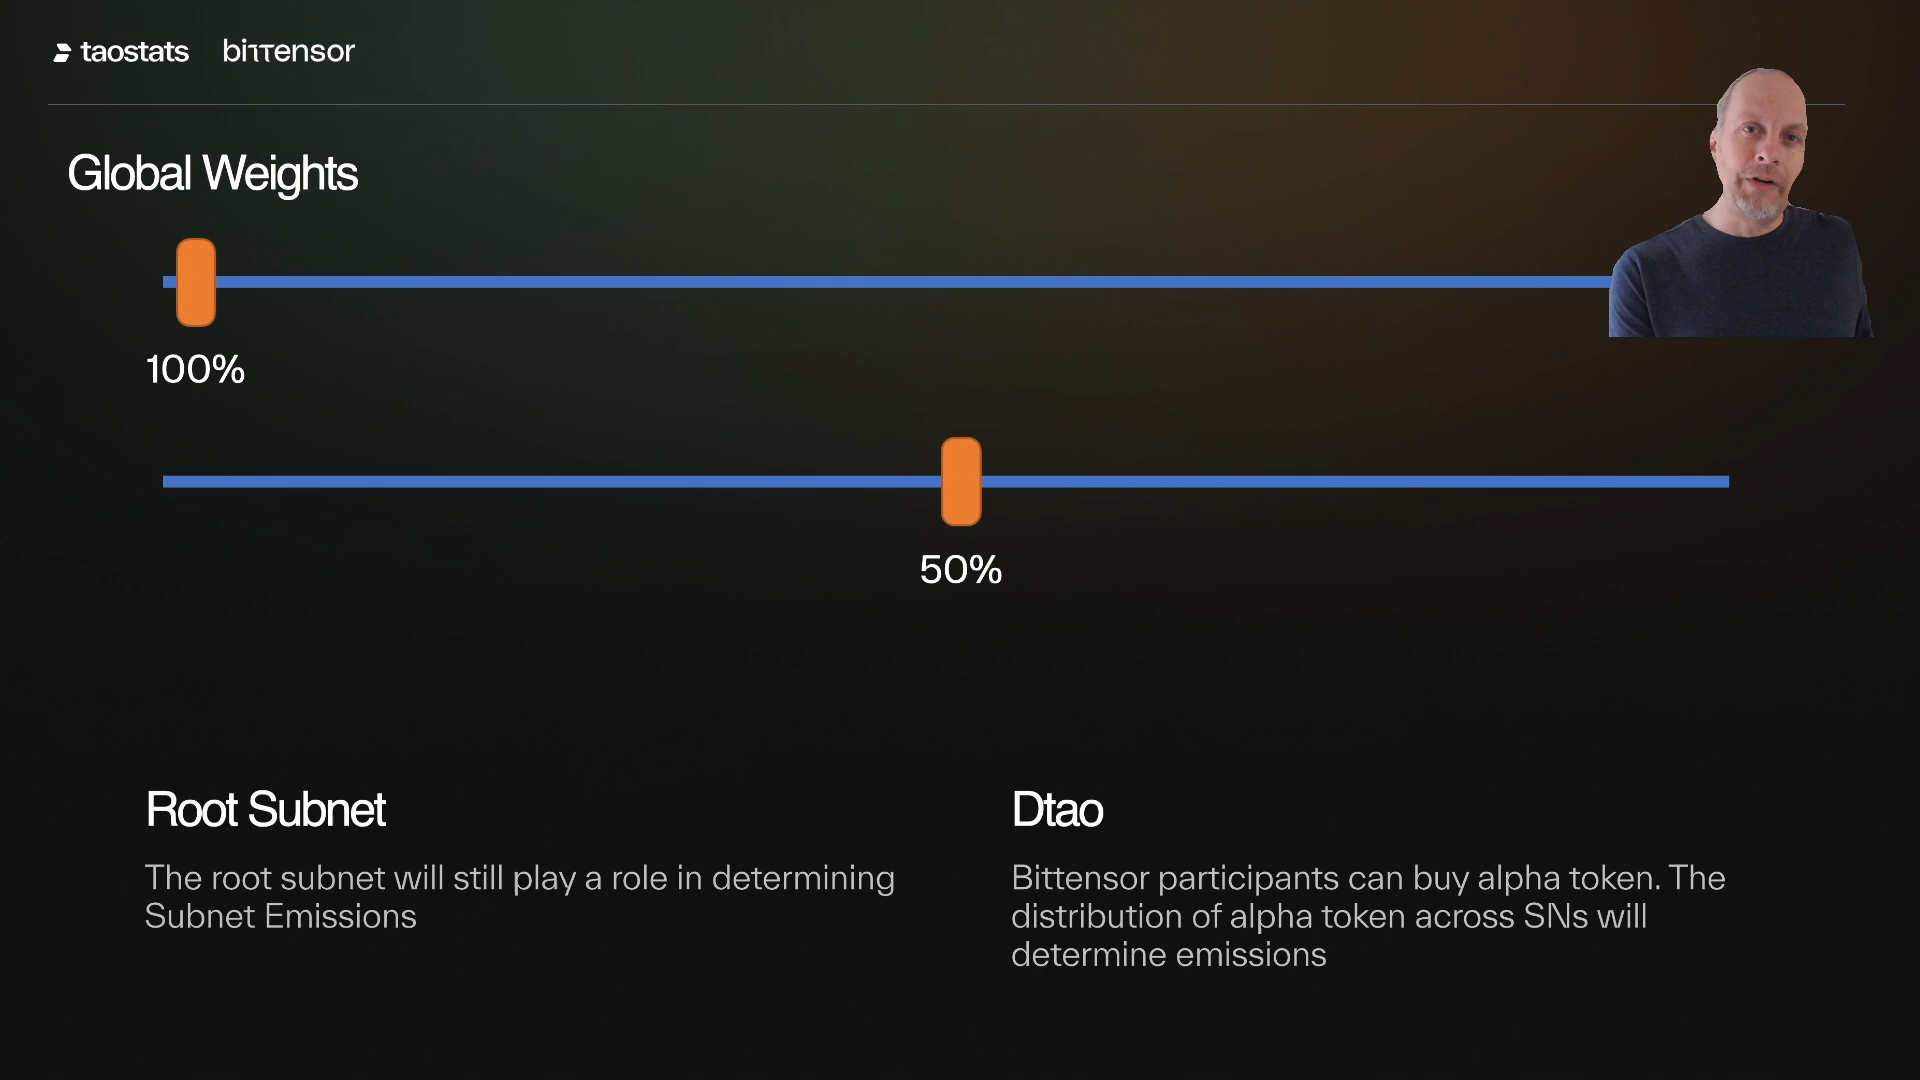 taostats bittensor
Global Weights
100%
50%
Root Subnet
The root subnet will still play a role in determining
Subnet Emissions
Dtao
Bittensor participants can buy alpha token. The
distribution of alpha token across SNs will
determine emissions